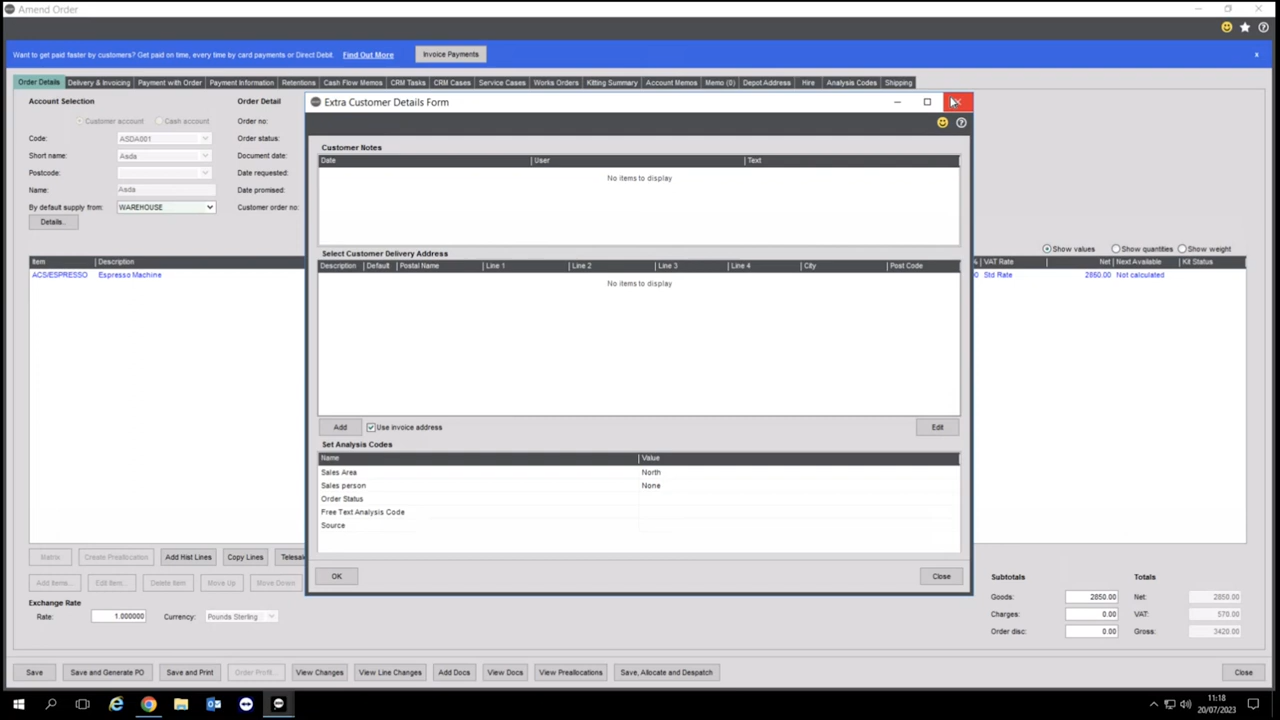 Amend Order
Want to get paid faster by customers? Get paid on time, every time by card payments or Direct Debit. Find Out More Invoice Payments x
Order Details Delivery & Invoicing Payment with Order Payment Information Retentions Cash Flow Memos CRM Tasks CRM Cases Service Cases Works Orders Kitting Summary Account Memos Memo (0) Depot Address Hire Analysis Codes Shipping
Account Selection Order Detail
Customer account Cash account Order no:
Code: ASDA001 Order status:
Short name: Asda Document date:
Postcode: Date requested:
Name: Asda Date promised:
By default supply from: WAREHOUSE Customer order no:
Details..
Show values Show quantities Show weight
Item Description % VAT Rate Net Next Available Kit Status
ACS/ESPRESSO Espresso Machine 0 Std Rate 2850.00 Not calculated
Extra Customer Details Form
Customer Notes
Date User Text
No items to display
Select Customer Delivery Address
Description Default Postal Name Line 1 Line 2 Line 3 Line 4 City Post Code
No items to display
Add Use invoice address Edit
Set Analysis Codes
Name Value
Sales Area North
Sales person None
Order Status
Free Text Analysis Code
Source
OK Close
Matrix Create Preallocation Add Hist Lines Copy Lines Telesale
Add Items... Edit Item... Delete Item Move Up Move Down
Exchange Rate
Rate: 1.000000 Currency: Pounds Sterling
Subtotals Totals
Goods: 2850.00 Net: 2850.00
Charges: 0.00 VAT: 570.00
Order disc: 0.00 Gross: 3420.00
Save Save and Generate PO Save and Print Order Profit... View Changes View Line Changes Add Docs View Docs View Preallocations Save, Allocate and Despatch Close
11:18
20/07/2023